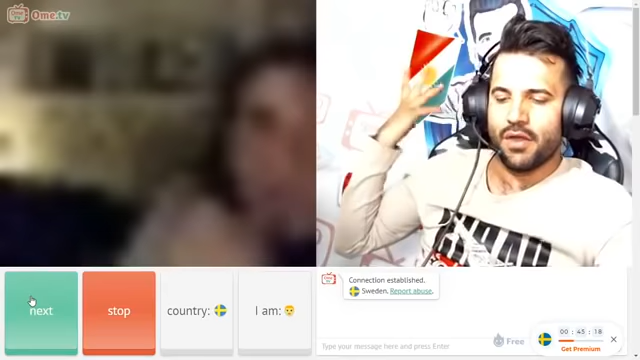 Ome.tv
next
stop
country:
I am:
Connection established.
Sweden. Report abuse.
Type your message here and press Enter
Free
00 : 45 : 18
Get Premium